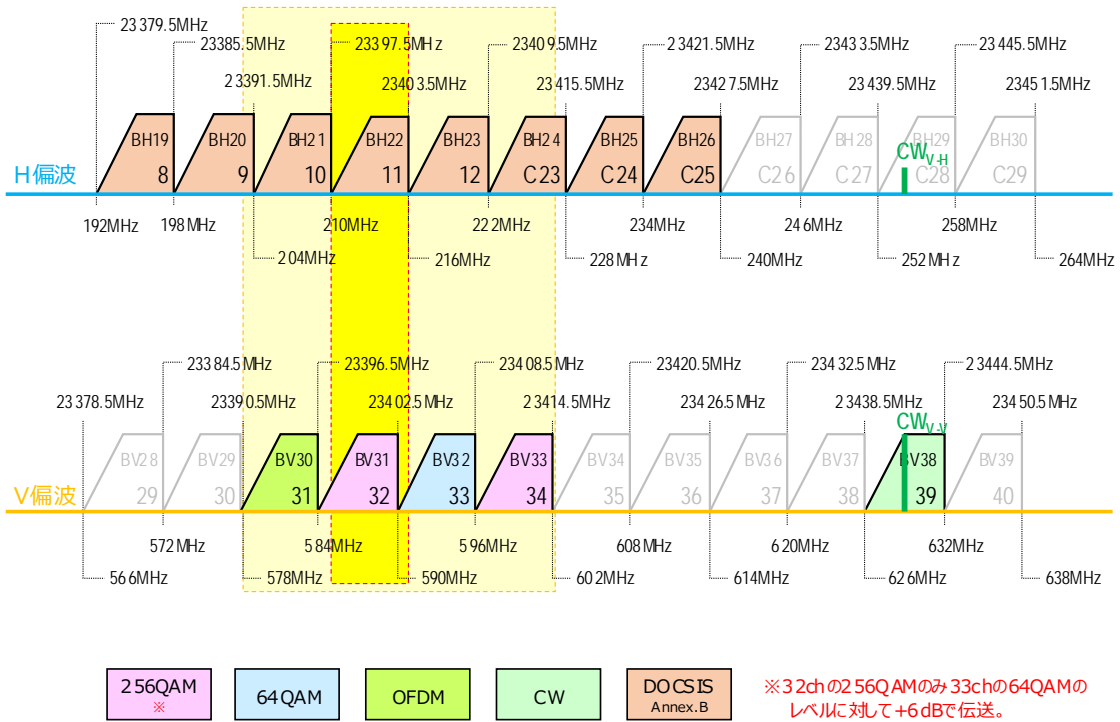 23379.5MHz
23385.5MHz 23397.5MHz 23409.5MHz 23421.5MHz 23433.5MHz 23445.5MHz
23391.5MHz 23403.5MHz 23415.5MHz 23427.5MHz 23439.5MHz 23451.5MHz
BH19 BH20 BH21 BH22 BH23 BH24 BH25 BH26 BH27 BH28 BH29 BH30
CWV-H
H偏波 8 9 10 11 12 C23 C24 C25 C26 C27 C28 C29
192MHz 198MHz 210MHz 222MHz 234MHz 246MHz 258MHz
204MHz 216MHz 228MHz 240MHz 252MHz 264MHz
23384.5MHz 23396.5MHz 23408.5MHz 23420.5MHz 23432.5MHz 23444.5MHz
23378.5MHz 23390.5MHz 23402.5MHz 23414.5MHz 23426.5MHz 23438.5MHz 23450.5MHz
CWV-V
BV28 BV29 BV30 BV31 BV32 BV33 BV34 BV35 BV36 BV37 BV38 BV39
V偏波 29 30 31 32 33 34 35 36 37 38 39 40
572MHz 584MHz 596MHz 608MHz 620MHz 632MHz
566MHz 578MHz 590MHz 602MHz 614MHz 626MHz 638MHz
256QAM
※
64QAM
OFDM
CW
DOCSIS
Annex.B
※32chの256QAMのみ33chの64QAMの
レベルに対して+6dBで伝送。